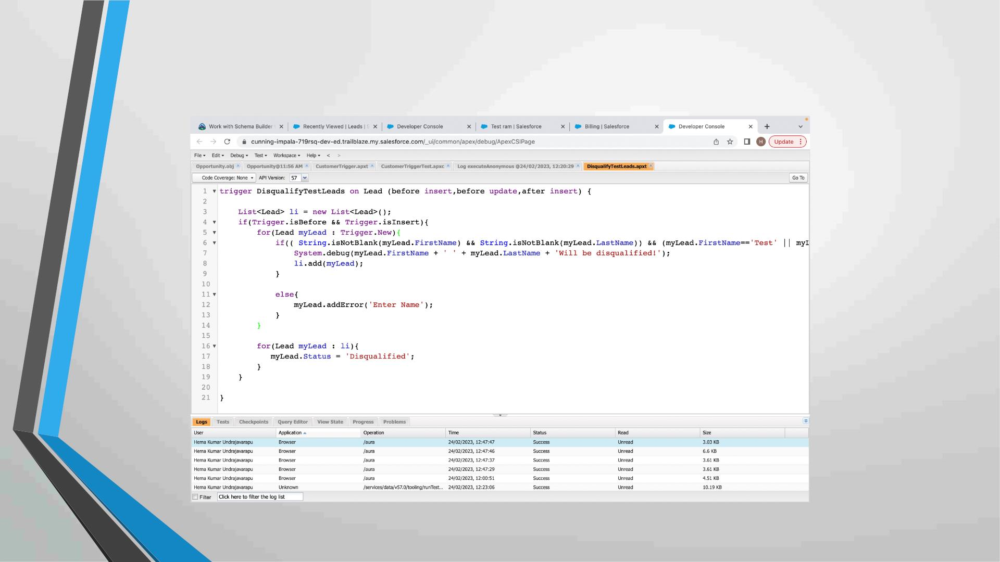 Work with Schema Builder
Recently Viewed | Leads | S
Developer Console
Test ram | Salesforce
Billing | Salesforce
Developer Console
cunning-impala-719rsq-dev-ed.trailblaze.my.salesforce.com/_ui/common/apex/debug/ApexCSIPage
H
Update
File Edit Debug Test Workspace Help < >
Opportunity.obj Opportunity@11:56 AM CustomerTrigger.apxt CustomerTriggerTest.apxc Log executeAnonymous @24/02/2023, 12:20:29 DisqualifyTestLeads.apxt
Code Coverage: None API Version: 57 Go To
1 trigger DisqualifyTestLeads on Lead (before insert,before update,after insert) {
2
3 List<Lead> li = new List<Lead>();
4 if(Trigger.isBefore && Trigger.isInsert){
5 for(Lead myLead : Trigger.New){
6 if(( String.isNotBlank(myLead.FirstName) && String.isNotBlank(myLead.LastName)) && (myLead.FirstName=='Test' || myL
7 System.debug(myLead.FirstName + ' ' + myLead.LastName + 'Will be disqualified!');
8 li.add(myLead);
9 }
10
11 else{
12 myLead.addError('Enter Name');
13 }
14 }
15
16 for(Lead myLead : li){
17 myLead.Status = 'Disqualified';
18 }
19 }
20
21 }
Logs Tests Checkpoints Query Editor View State Progress Problems
User Application Operation Time Status Read Size
Hema Kumar Undrajavarapu Browser /aura 24/02/2023, 12:47:47 Success Unread 3.03 KB
Hema Kumar Undrajavarapu Browser /aura 24/02/2023, 12:47:46 Success Unread 6.6 KB
Hema Kumar Undrajavarapu Browser /aura 24/02/2023, 12:47:37 Success Unread 3.61 KB
Hema Kumar Undrajavarapu Browser /aura 24/02/2023, 12:47:29 Success Unread 3.61 KB
Hema Kumar Undrajavarapu Browser /aura 24/02/2023, 12:00:51 Success Unread 4.51 KB
Hema Kumar Undrajavarapu Unknown /services/data/v57.0/tooling/runTest... 24/02/2023, 12:23:06 Success Unread 10.19 KB
Filter Click here to filter the log list